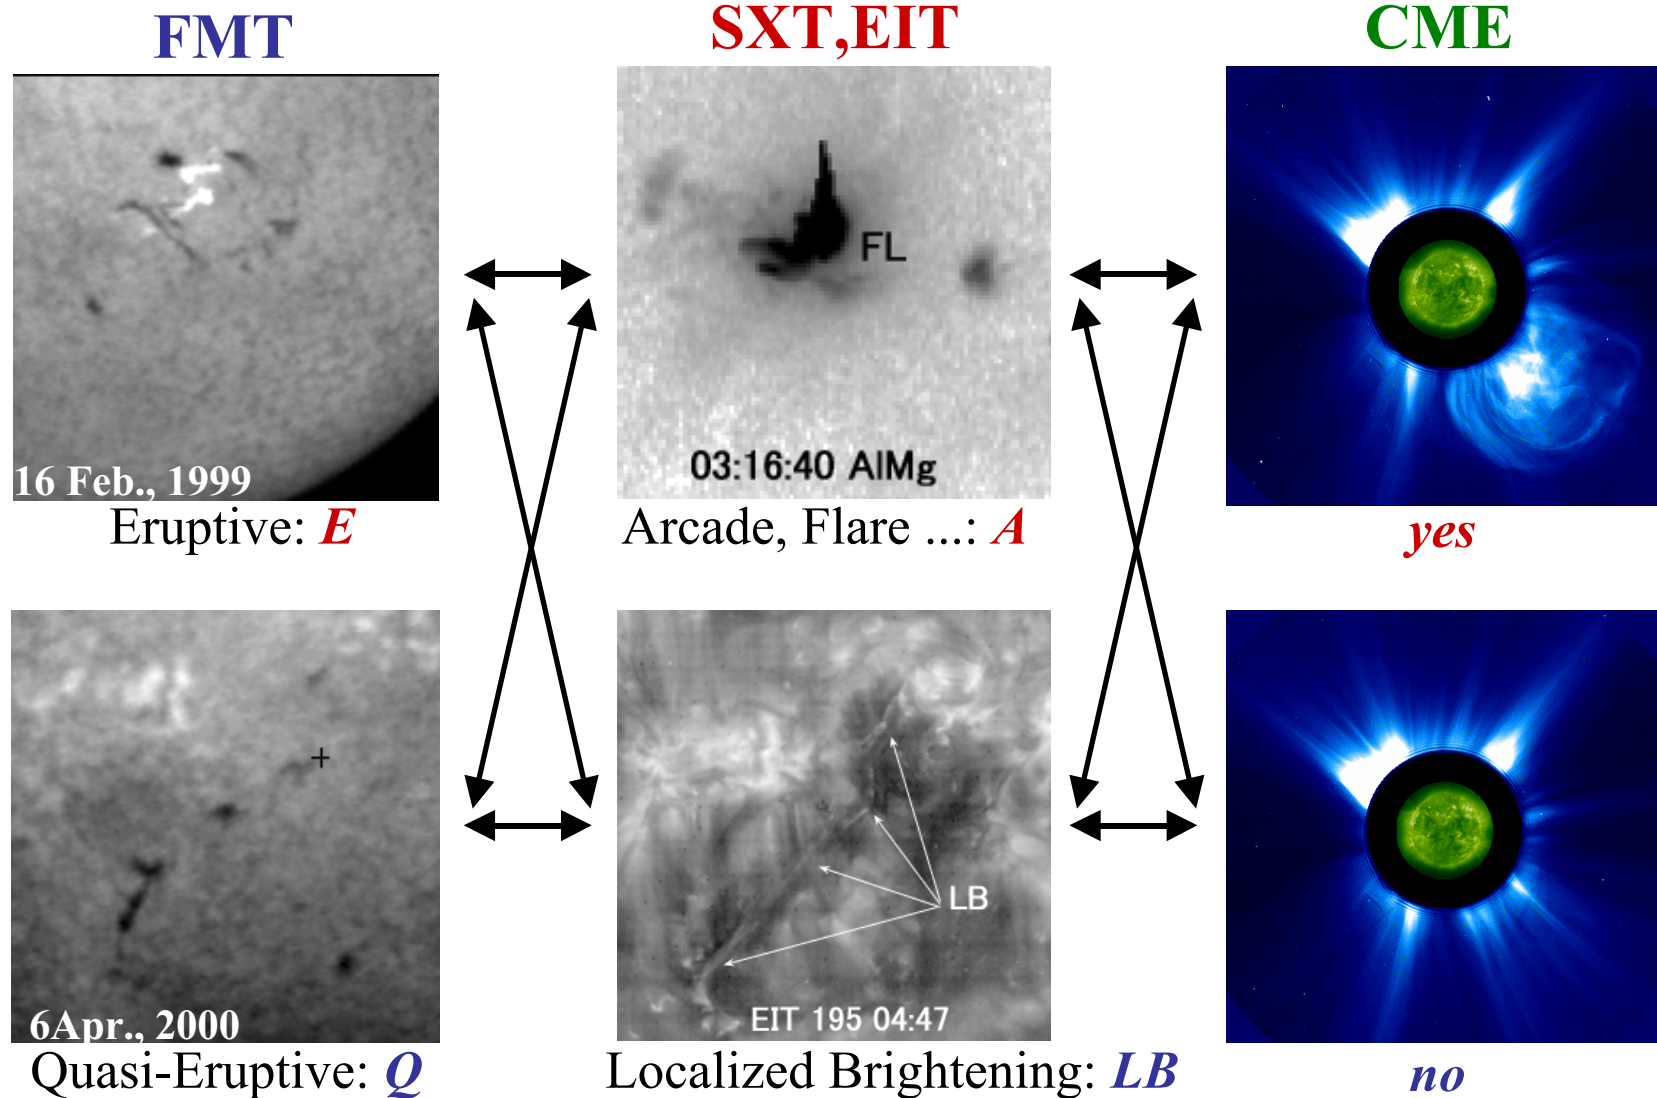 FMT
SXT,EIT
CME
FL
16 Feb., 1999
03:16:40 AlMg
Eruptive: E
Arcade, Flare ...: A
yes
+
LB
6Apr., 2000
EIT 195 04:47
Quasi-Eruptive: Q
Localized Brightening: LB
no